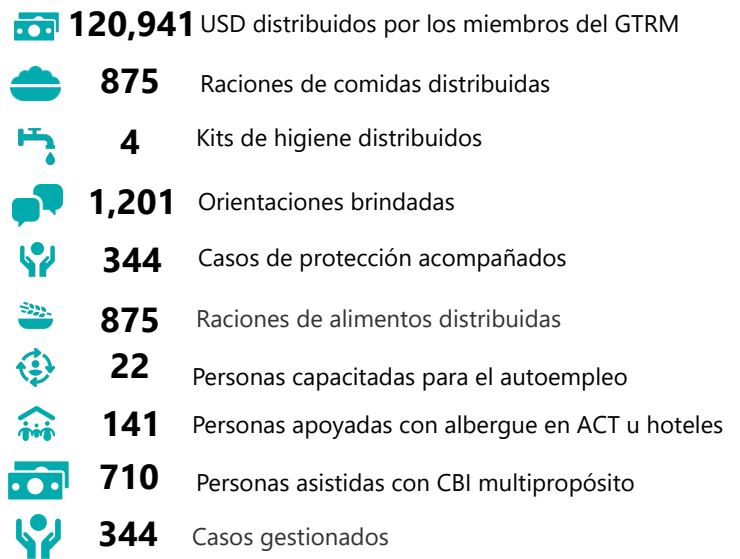 120,941 USD distribuidos por los miembros del GTRM
875 Raciones de comidas distribuidas
4 Kits de higiene distribuidos
1,201 Orientaciones brindadas
344 Casos de protección acompañados
875 Raciones de alimentos distribuidas
22 Personas capacitadas para el autoempleo
141 Personas apoyadas con albergue en ACT u hoteles
710 Personas asistidas con CBI multipropósito
344 Casos gestionados